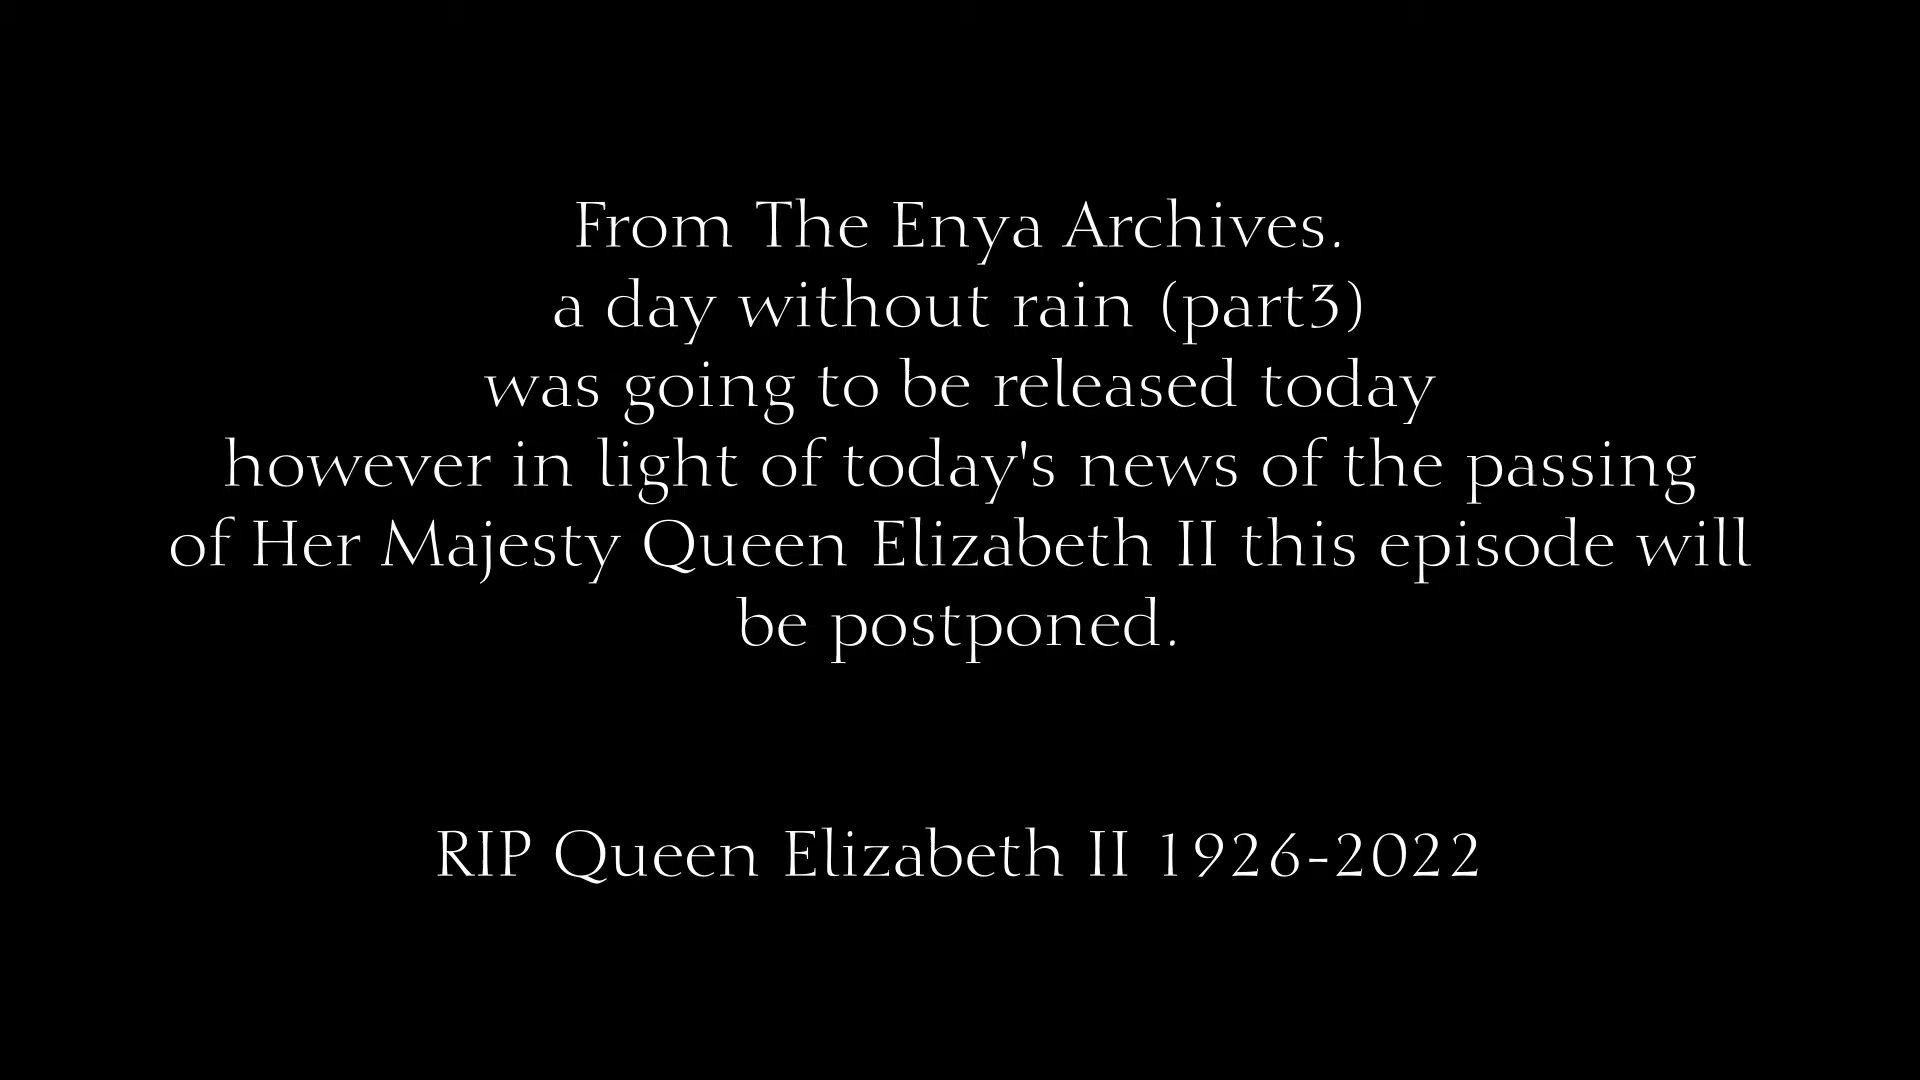 From The Enya Archives.
a day without rain (part3)
was going to be released today
however in light of today's news of the passing
of Her Majesty Queen Elizabeth II this episode will
be postponed.
RIP Queen Elizabeth II 1926-2022